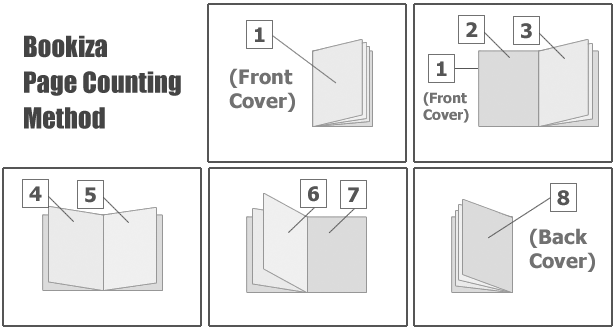 Bookiza
Page Counting
Method
1
(Front
Cover)
2
3
1
(Front
Cover)
4
5
6
7
8
(Back
Cover)